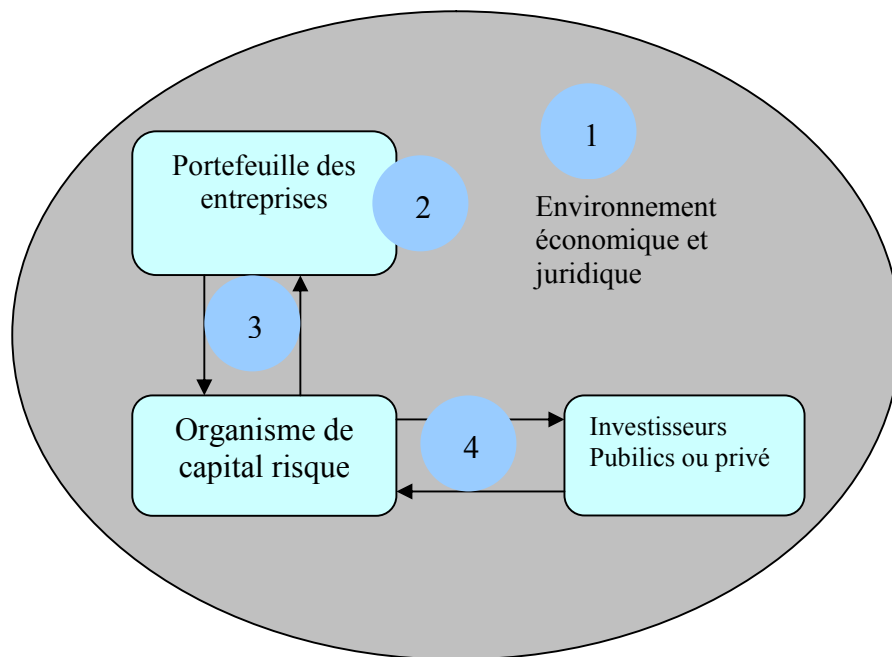 1
Portefeuille des
entreprises
2
Environnement
économique et
juridique
3
Organisme de
capital risque
4
Investisseurs
Pubilics ou privé